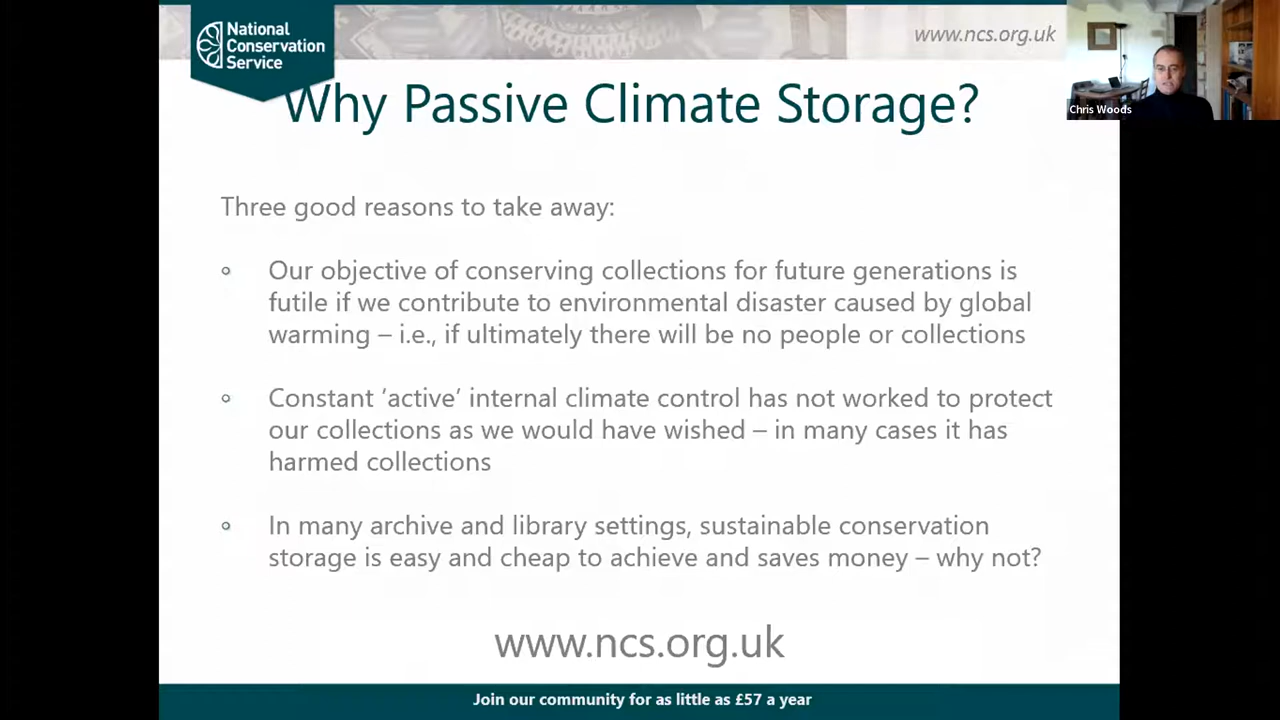 National
Conservation
Service
www.ncs.org.uk
Chris Woods
Why Passive Climate Storage?
Three good reasons to take away:
° Our objective of conserving collections for future generations is
futile if we contribute to environmental disaster caused by global
warming – i.e., if ultimately there will be no people or collections
° Constant ‘active’ internal climate control has not worked to protect
our collections as we would have wished – in many cases it has
harmed collections
° In many archive and library settings, sustainable conservation
storage is easy and cheap to achieve and saves money – why not?
www.ncs.org.uk
Join our community for as little as £57 a year